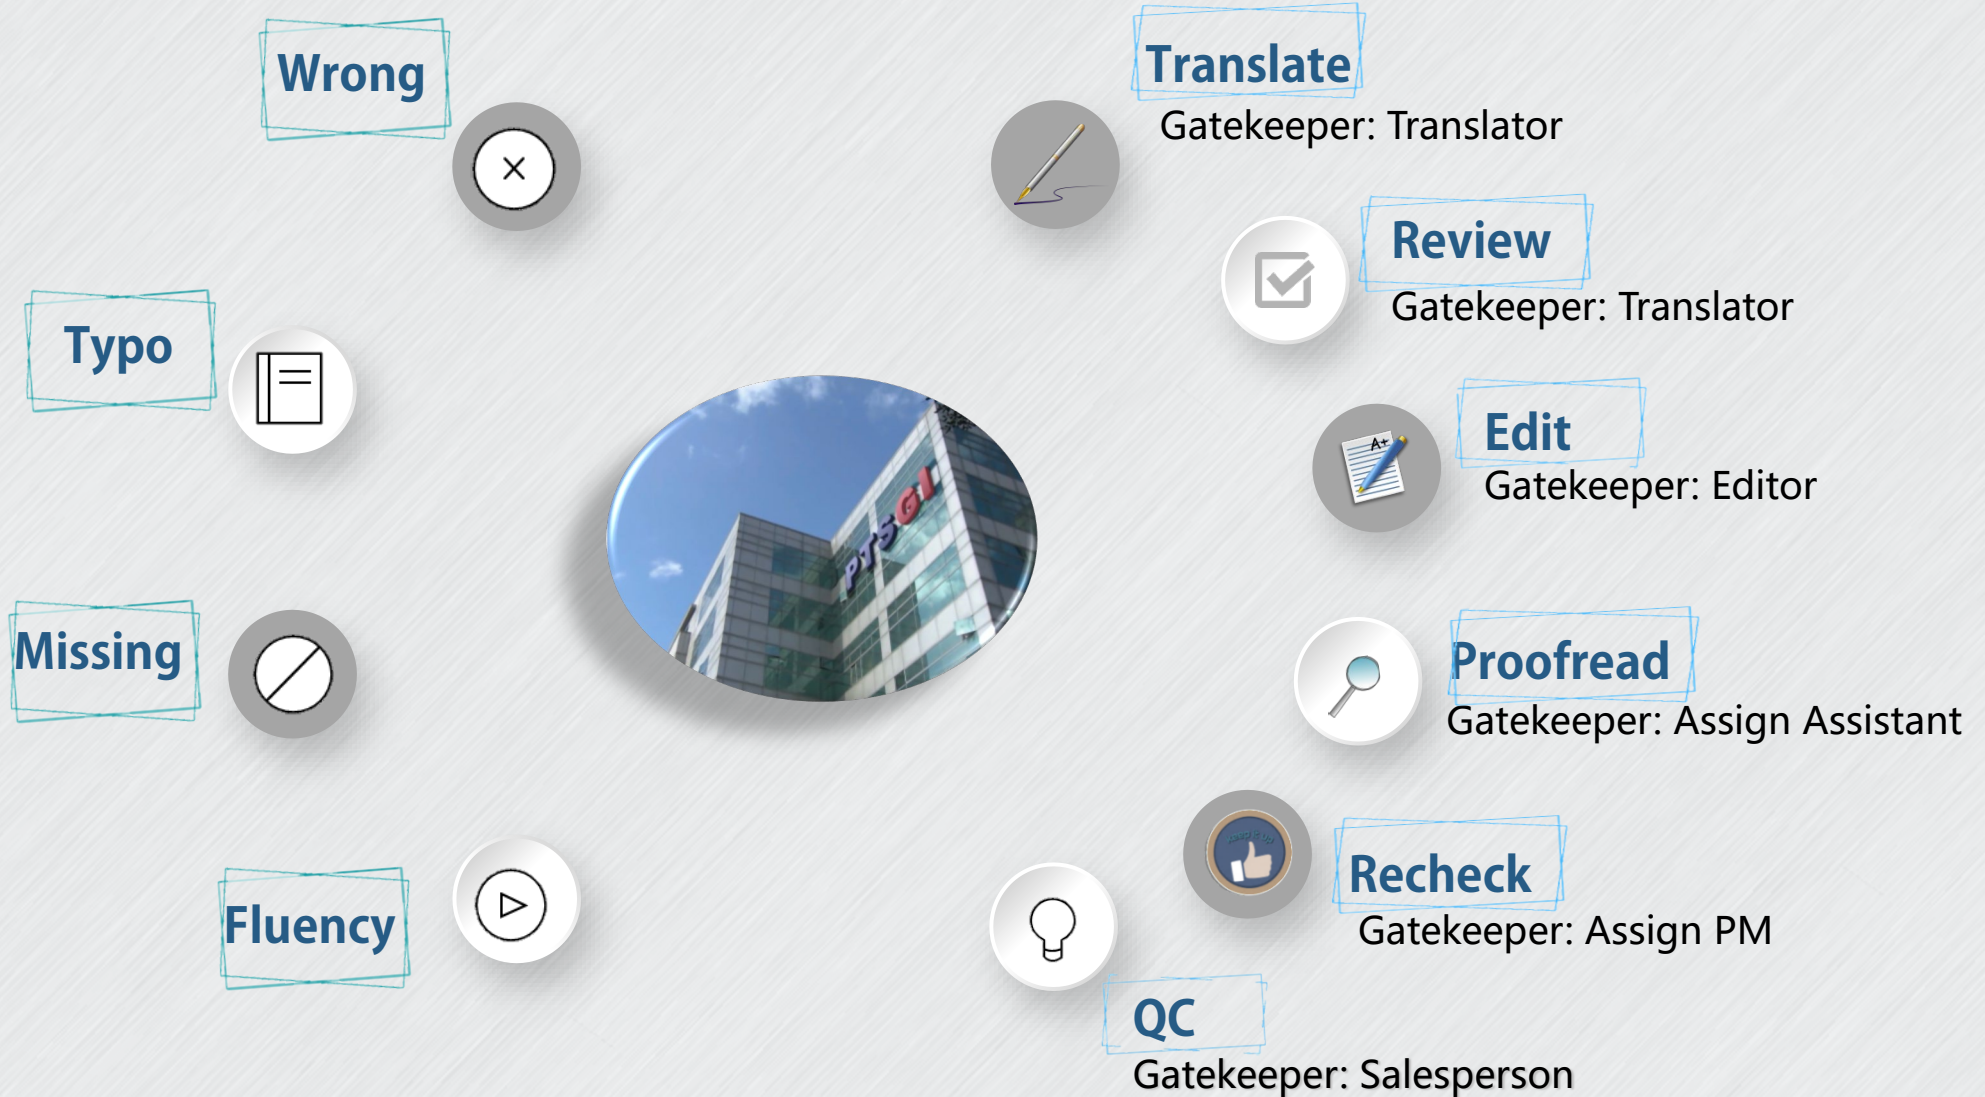 Wrong
Typo
Missing
Fluency
PTSGI
Translate
Gatekeeper: Translator
Review
Gatekeeper: Translator
Edit
Gatekeeper: Editor
A+
Proofread
Gatekeeper: Assign Assistant
Recheck
Gatekeeper: Assign PM
QC
Gatekeeper: Salesperson